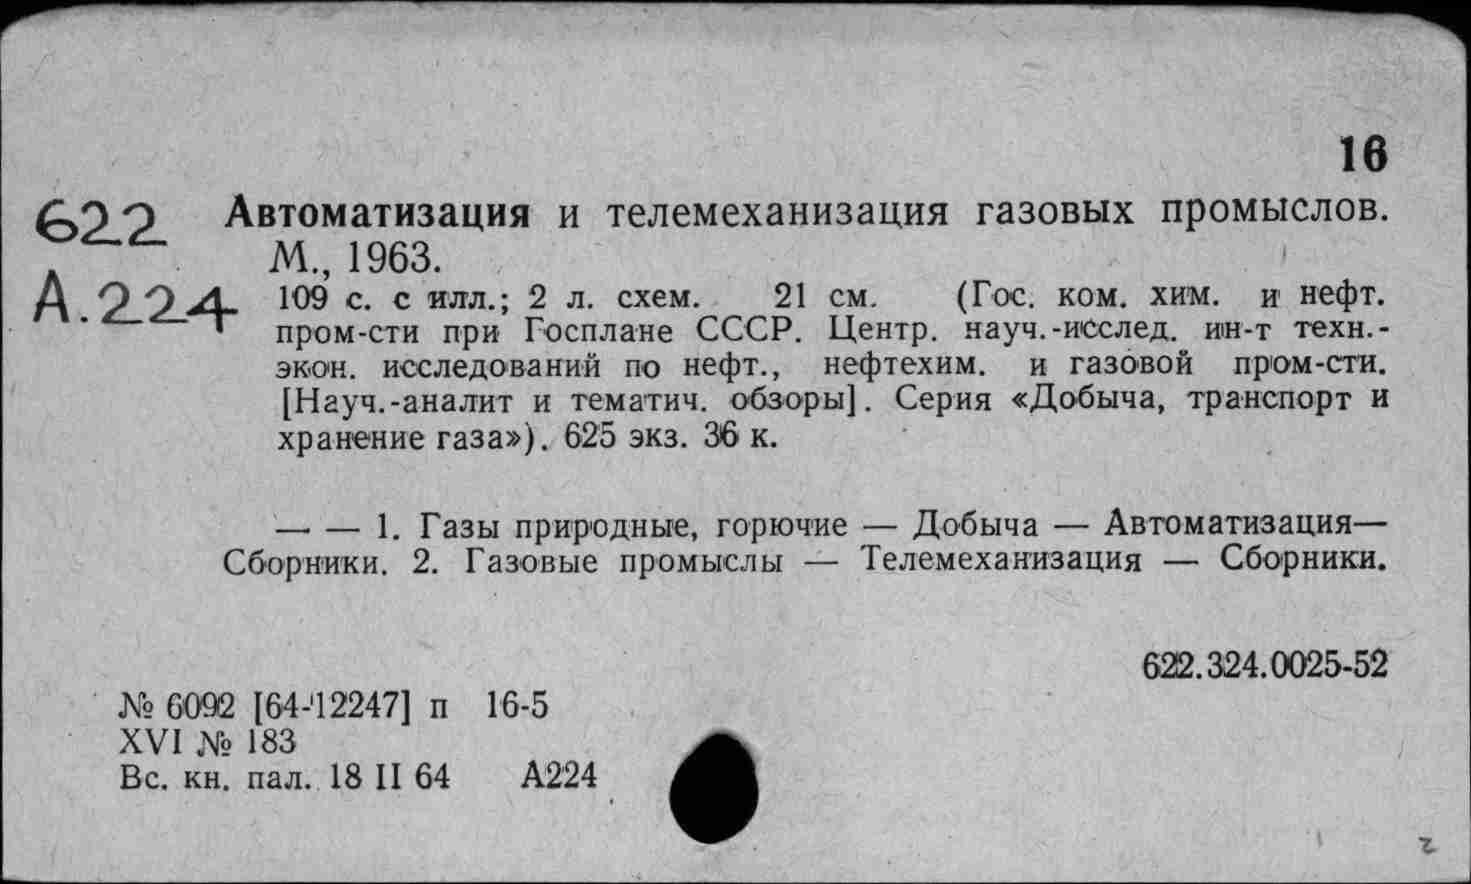 16
622 Автоматизация и телемеханизация газовых промыслов.
М., 1963.
А.224 109 с. с илл.; 2 л. схем. 21 см. (Гос. ком. хим. и нефт.
пром-сти при Госплане СССР. Центр. науч.-исслед. ин-т техн.-
экон. исследований по нефт., нефтехим. и газовой пром-сти.
[Науч.-аналит и тематич. обзоры]. Серия «Добыча, транспорт и
хранение газа»). 625 экз. 36 к.
— — 1. Газы природные, горючие — Добыча — Автоматизация—
Сборники. 2. Газовые промыслы — Телемеханизация — Сборники.
622.324.0025-52
№ 6092 [64-12247] п 16-5
XVI № 183
Вс. кн. пал. 18 II 64 А224
г